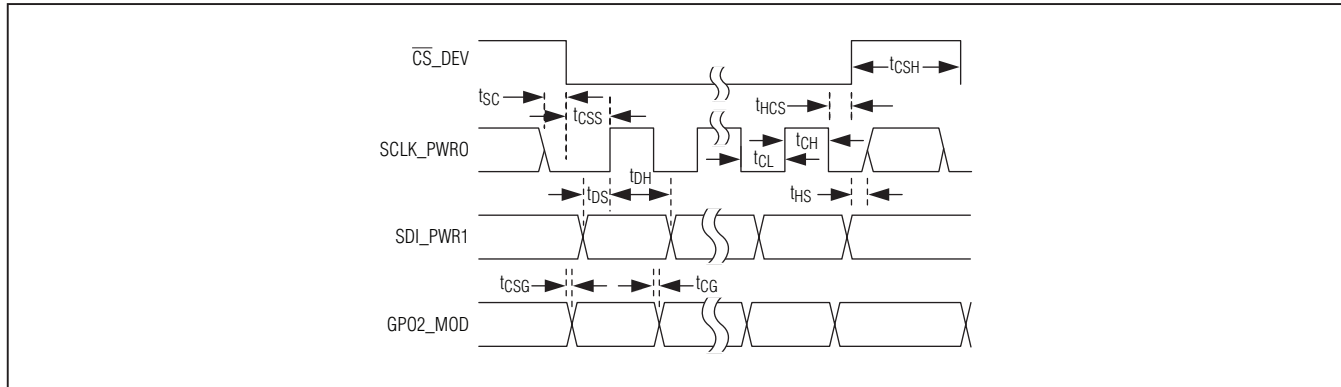 CS_DEV
tCSH
tSC
tHCS
tCSS
SCLK_PWR0
tCH
tCL
tDH
tDS
tHS
SDI_PWR1
tCSG
tCG
GPO2_MOD